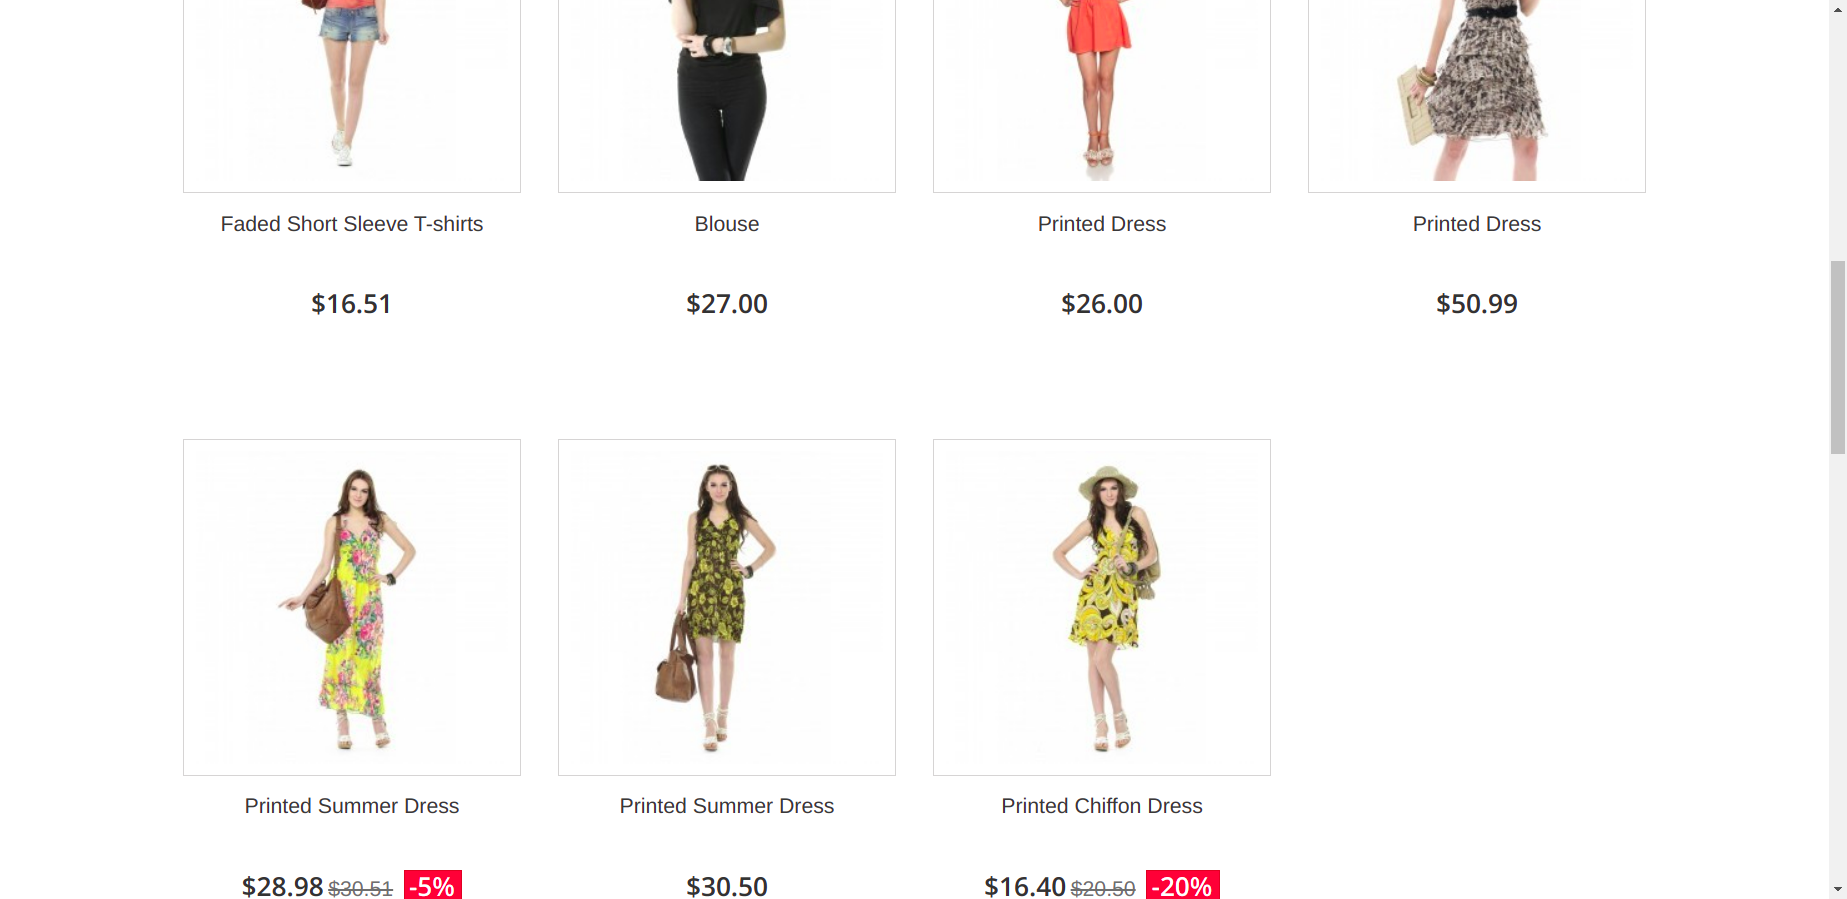 Faded Short Sleeve T-shirts
Blouse
Printed Dress
Printed Dress
$16.51
$27.00
$26.00
$50.99
Printed Summer Dress
Printed Summer Dress
Printed Chiffon Dress
$28.98 $30.51 -5%
$30.50
$16.40 $20.50 -20%